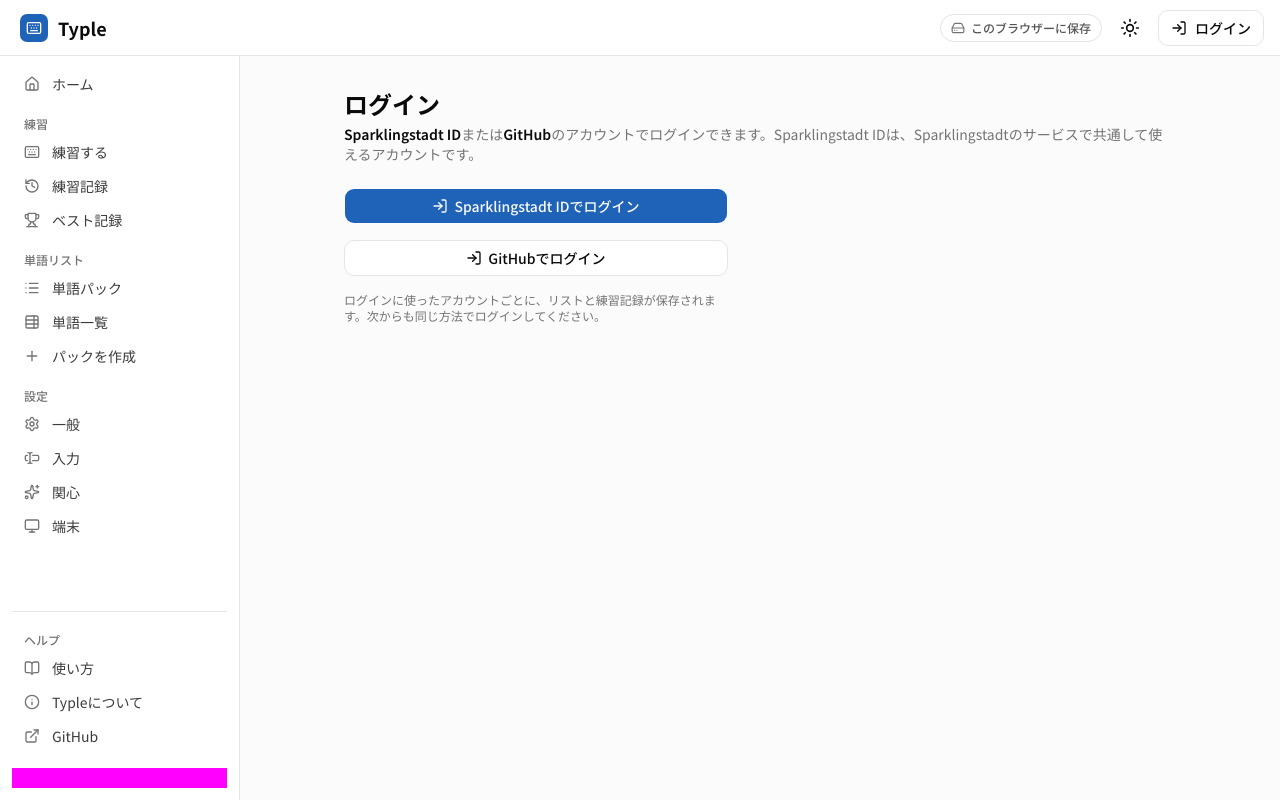 Typle
このブラウザーに保存
ログイン
ホーム
練習
練習する
練習記録
ベスト記録
単語リスト
単語パック
単語一覧
パックを作成
設定
一般
入力
関心
端末
ヘルプ
使い方
Typleについて
GitHub
ログイン
Sparklingstadt IDまたはGitHubのアカウントでログインできます。Sparklingstadt IDは、Sparklingstadtのサービスで共通して使
えるアカウントです。
Sparklingstadt IDでログイン
GitHubでログイン
ログインに使ったアカウントごとに、リストと練習記録が保存されま
す。次からも同じ方法でログインしてください。